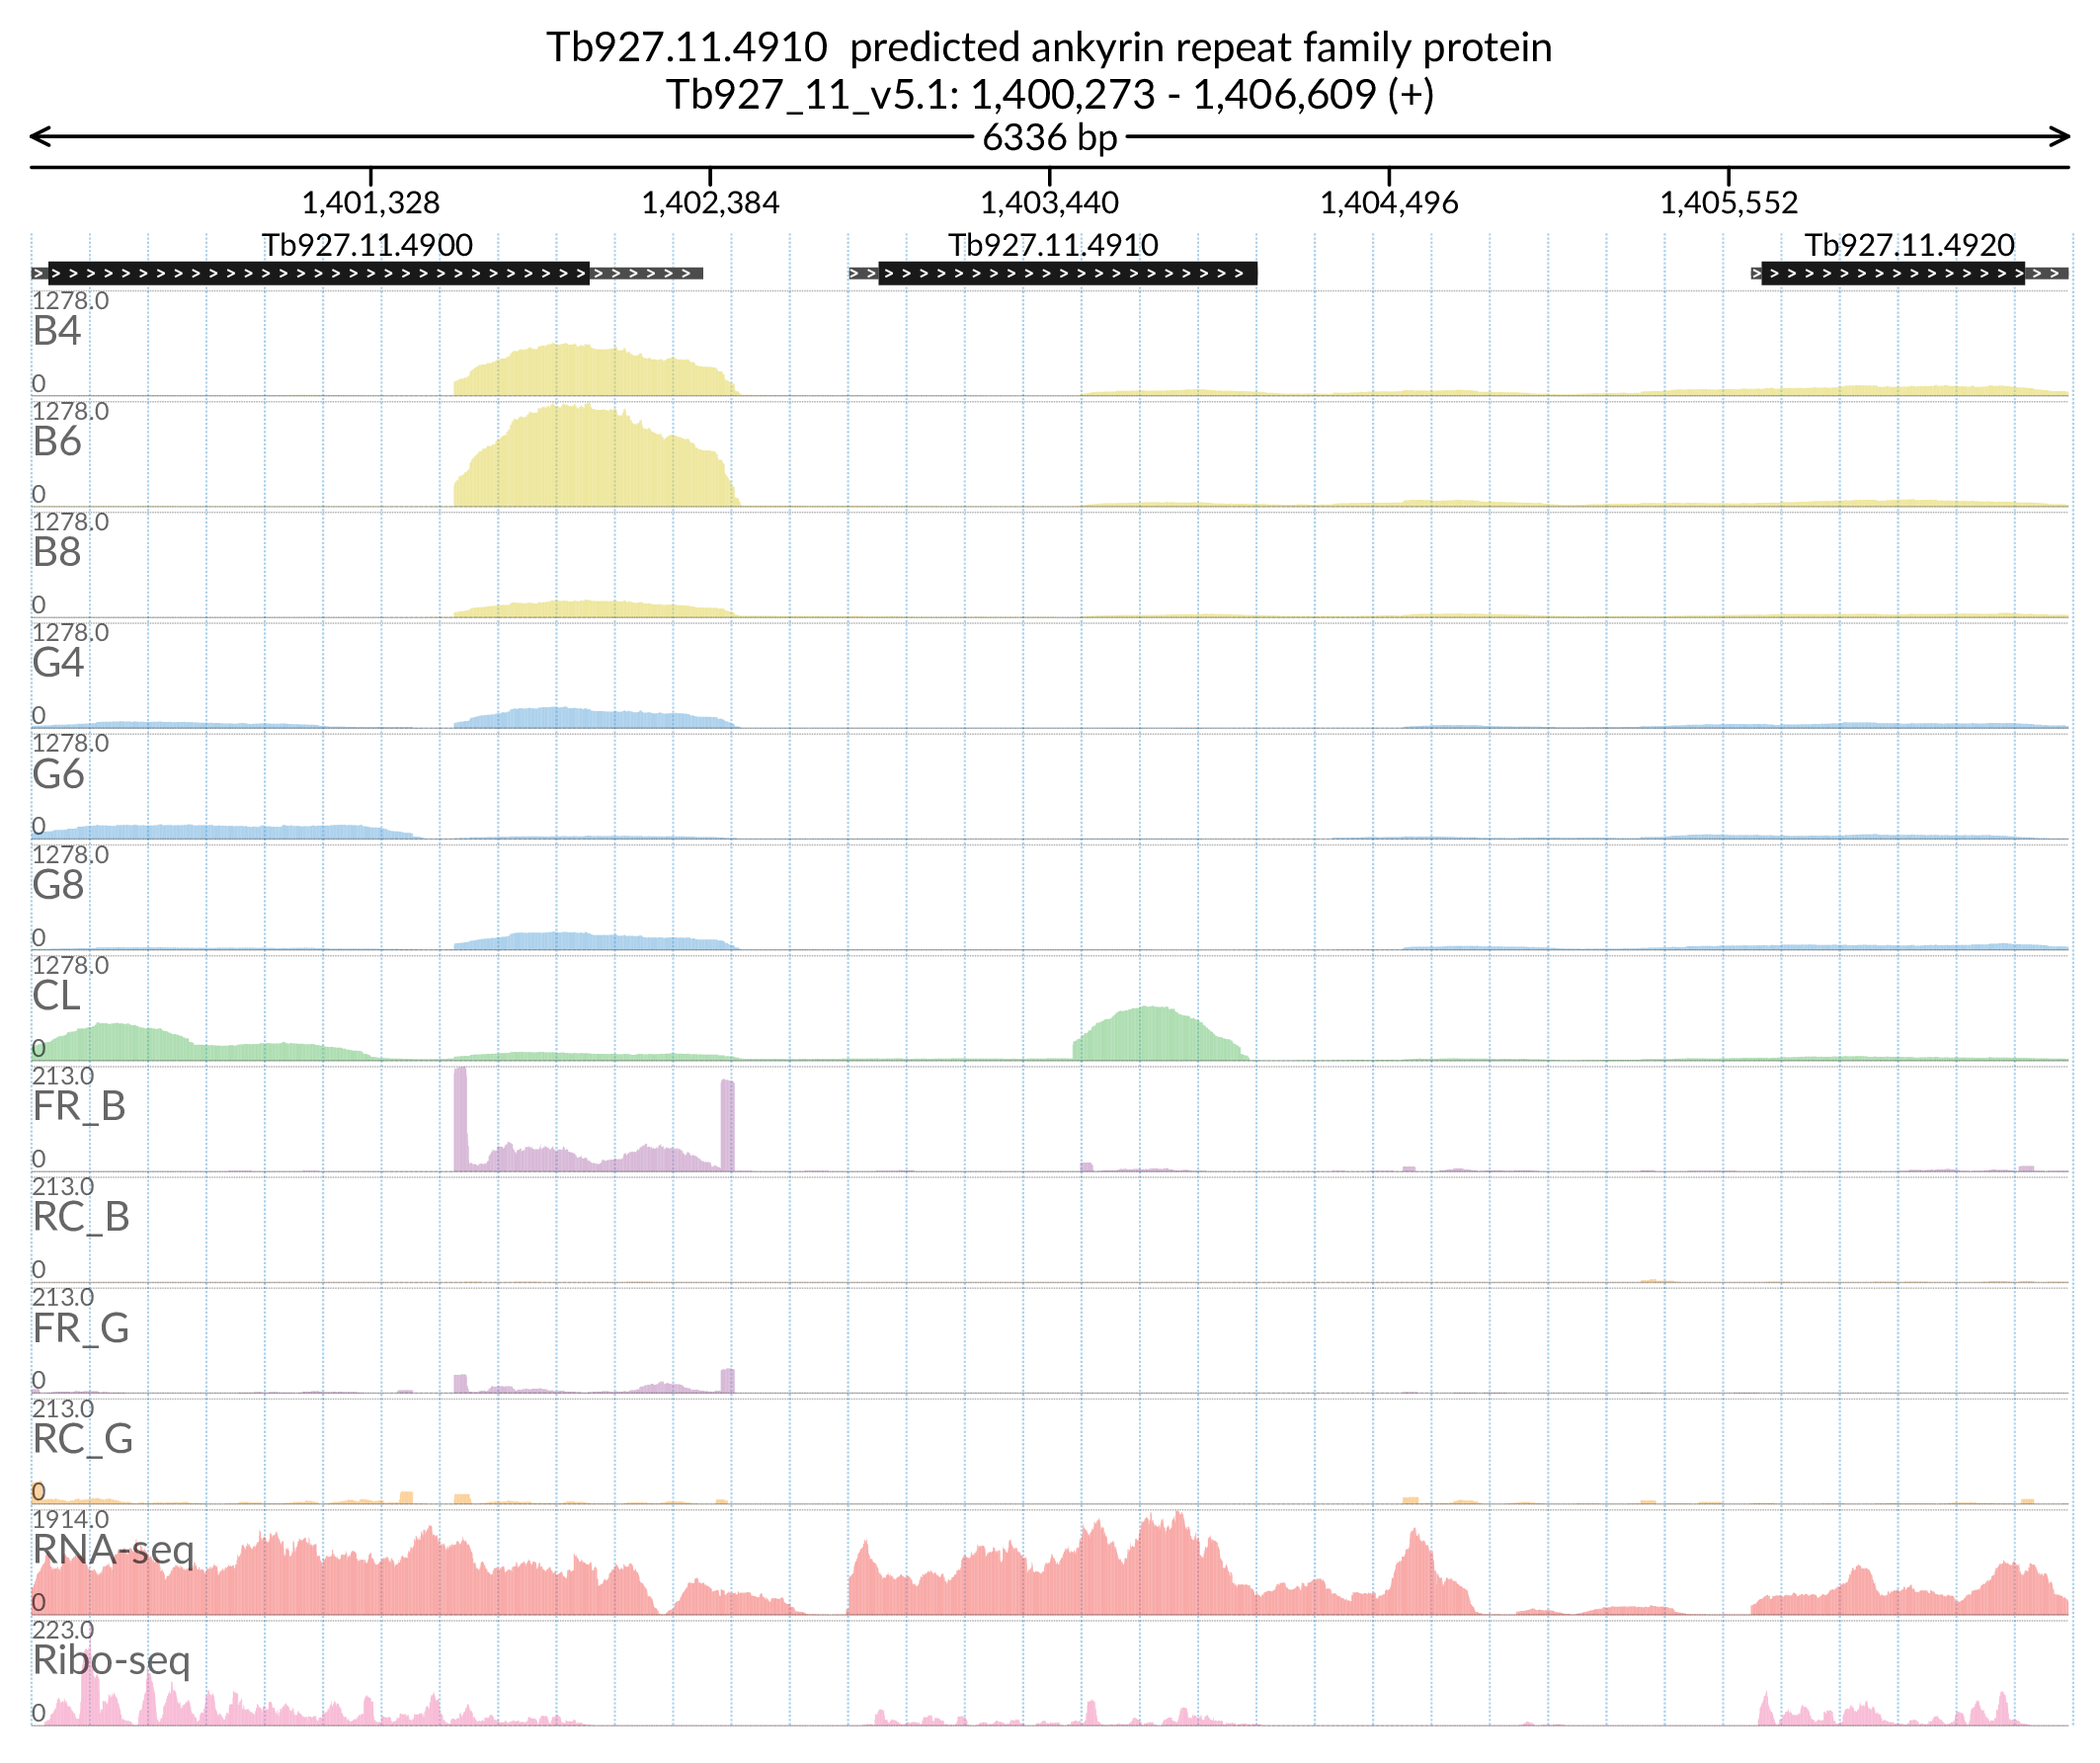 Tb927.11.4910 predicted ankyrin repeat family protein
Tb927_11_v5.1: 1,400,273 - 1,406,609 (+)
6336 bp
1,401,328 1,402,384 1,403,440 1,404,496 1,405,552
Tb927.11.4900 Tb927.11.4910 Tb927.11.4920
1278.0
B4
0
1278.0
B6
0
1278.0
B8
0
1278.0
G4
0
1278.0
G6
0
1278.0
G8
0
1278.0
CL
0
213.0
FR_B
0
213.0
RC_B
0
213.0
FR_G
0
213.0
RC_G
0
1914.0
RNA-seq
0
223.0
Ribo-seq
0